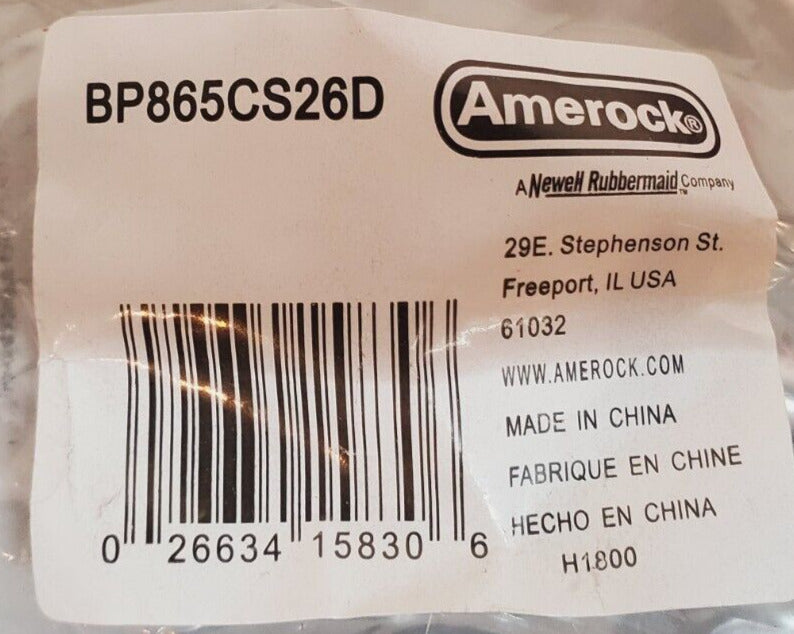 BP865CS26D
Amerock®
A Newell Rubbermaid™ Company
29E. Stephenson St.
Freeport, IL USA
61032
WWW.AMEROCK.COM
MADE IN CHINA
FABRIQUE EN CHINE
HECHO EN CHINA
H1800
0 26634 15830 6